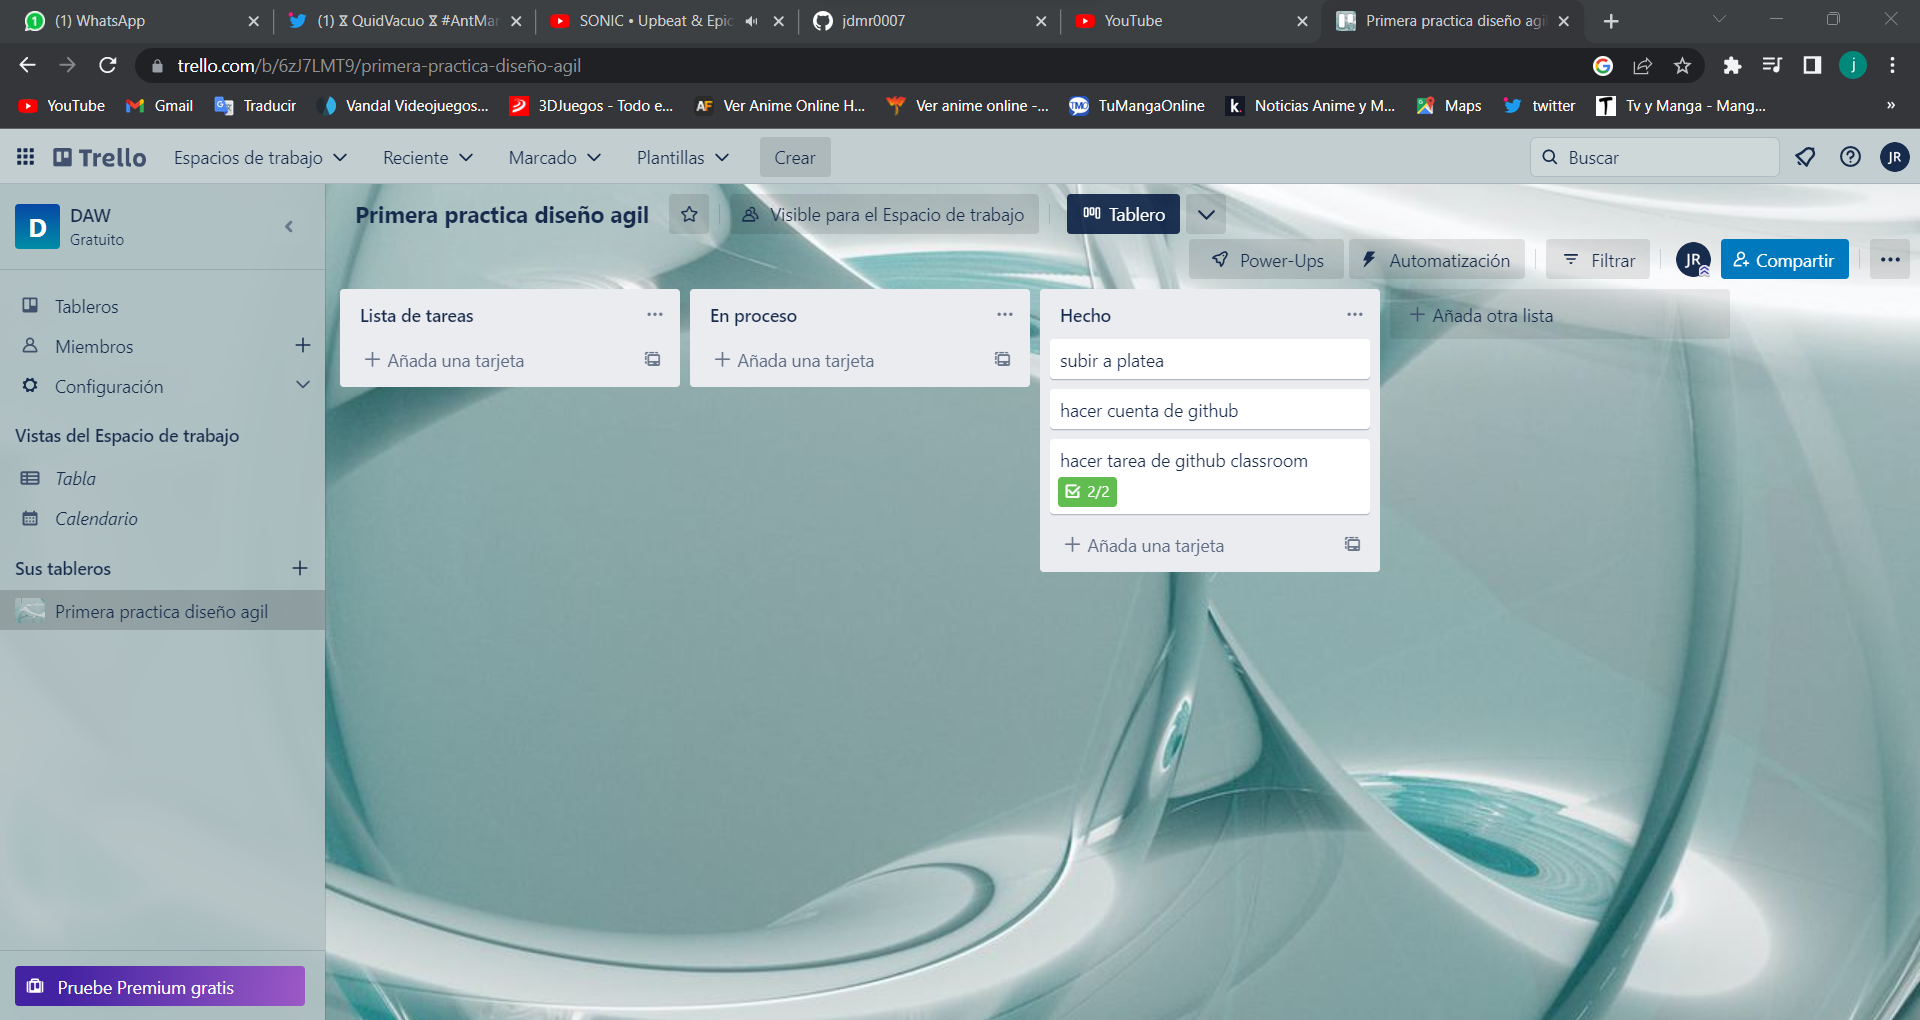 (1) WhatsApp
(1) ⧗ QuidVacuo ⧗ #AntMa
SONIC • Upbeat & Epic
jdmr0007
YouTube
Primera practica diseño agil
trello.com/b/6zJ7LMT9/primera-practica-diseño-agil
j
YouTube
Gmail
Traducir
Vandal Videojuegos...
3DJuegos - Todo e...
AF Ver Anime Online H...
Ver anime online -...
TMO TuMangaOnline
k. Noticias Anime y M...
Maps
twitter
T Tv y Manga - Mang...
»
Trello
Espacios de trabajo
Reciente
Marcado
Plantillas
Crear
Buscar
JR
D
DAW
Gratuito
Primera practica diseño agil
Visible para el Espacio de trabajo
Tablero
Power-Ups
Automatización
Filtrar
JR
Compartir
Tableros
Miembros
Configuración
Vistas del Espacio de trabajo
Tabla
Calendario
Sus tableros
Primera practica diseño agil
Pruebe Premium gratis
Lista de tareas
+ Añada una tarjeta
En proceso
+ Añada una tarjeta
Hecho
subir a platea
hacer cuenta de github
hacer tarea de github classroom
2/2
+ Añada una tarjeta
+ Añada otra lista